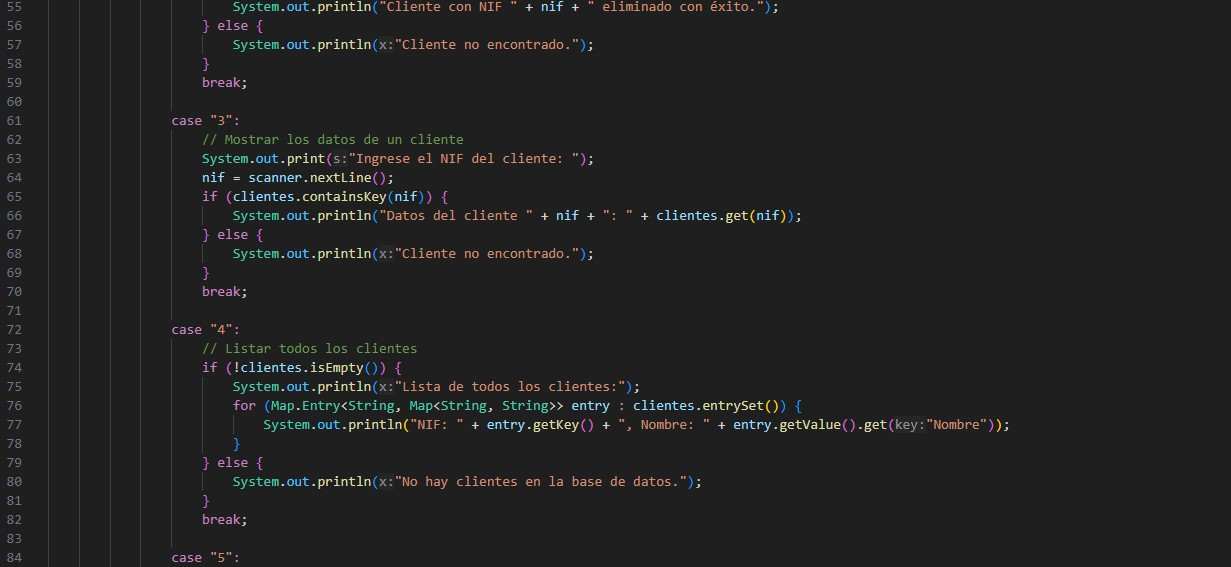 55 System.out.println("Cliente con NIF " + nif + " eliminado con éxito.");
56 } else {
57 System.out.println(x:"Cliente no encontrado.");
58 }
59 break;
60
61 case "3":
62 // Mostrar los datos de un cliente
63 System.out.print(s:"Ingrese el NIF del cliente: ");
64 nif = scanner.nextLine();
65 if (clientes.containsKey(nif)) {
66 System.out.println("Datos del cliente " + nif + ": " + clientes.get(nif));
67 } else {
68 System.out.println(x:"Cliente no encontrado.");
69 }
70 break;
71
72 case "4":
73 // Listar todos los clientes
74 if (!clientes.isEmpty()) {
75 System.out.println(x:"Lista de todos los clientes:");
76 for (Map.Entry<String, Map<String, String>> entry : clientes.entrySet()) {
77 System.out.println("NIF: " + entry.getKey() + ", Nombre: " + entry.getValue().get(key:"Nombre"));
78 }
79 } else {
80 System.out.println(x:"No hay clientes en la base de datos.");
81 }
82 break;
83
84 case "5":